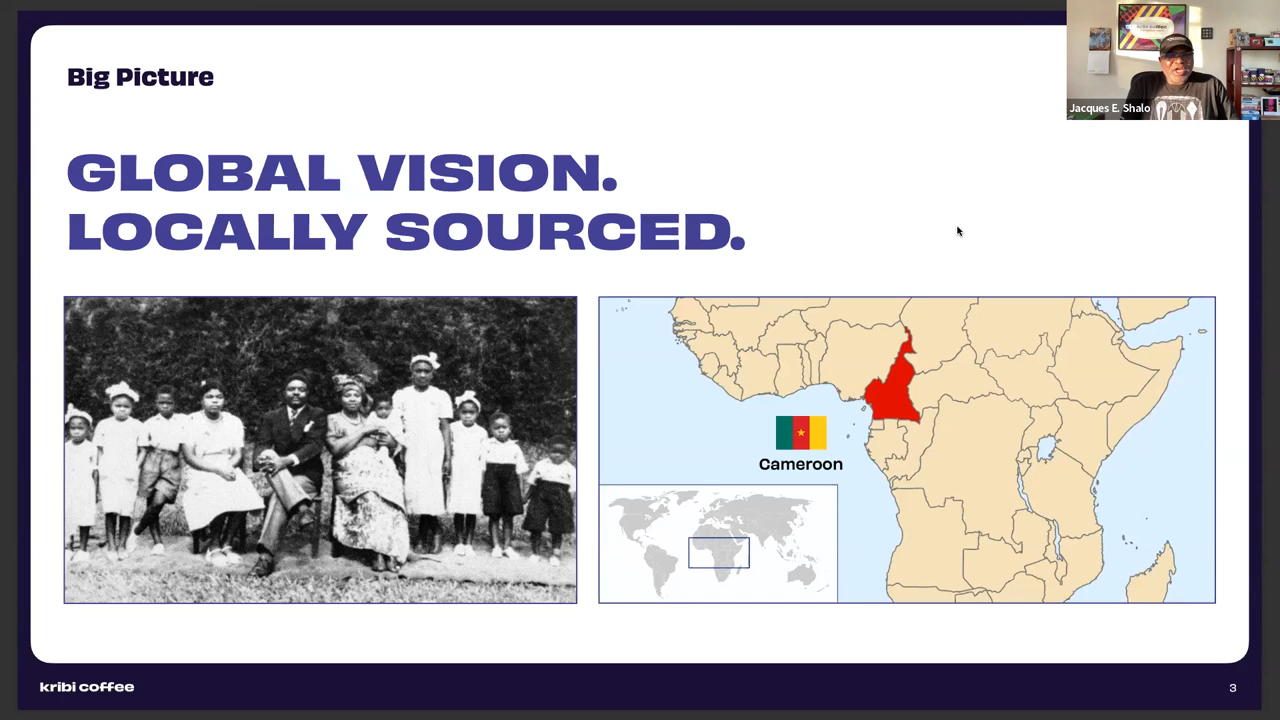 Big Picture
GLOBAL VISION.
LOCALLY SOURCED.
Cameroon
kribi coffee
3
Jacques E. Shalo